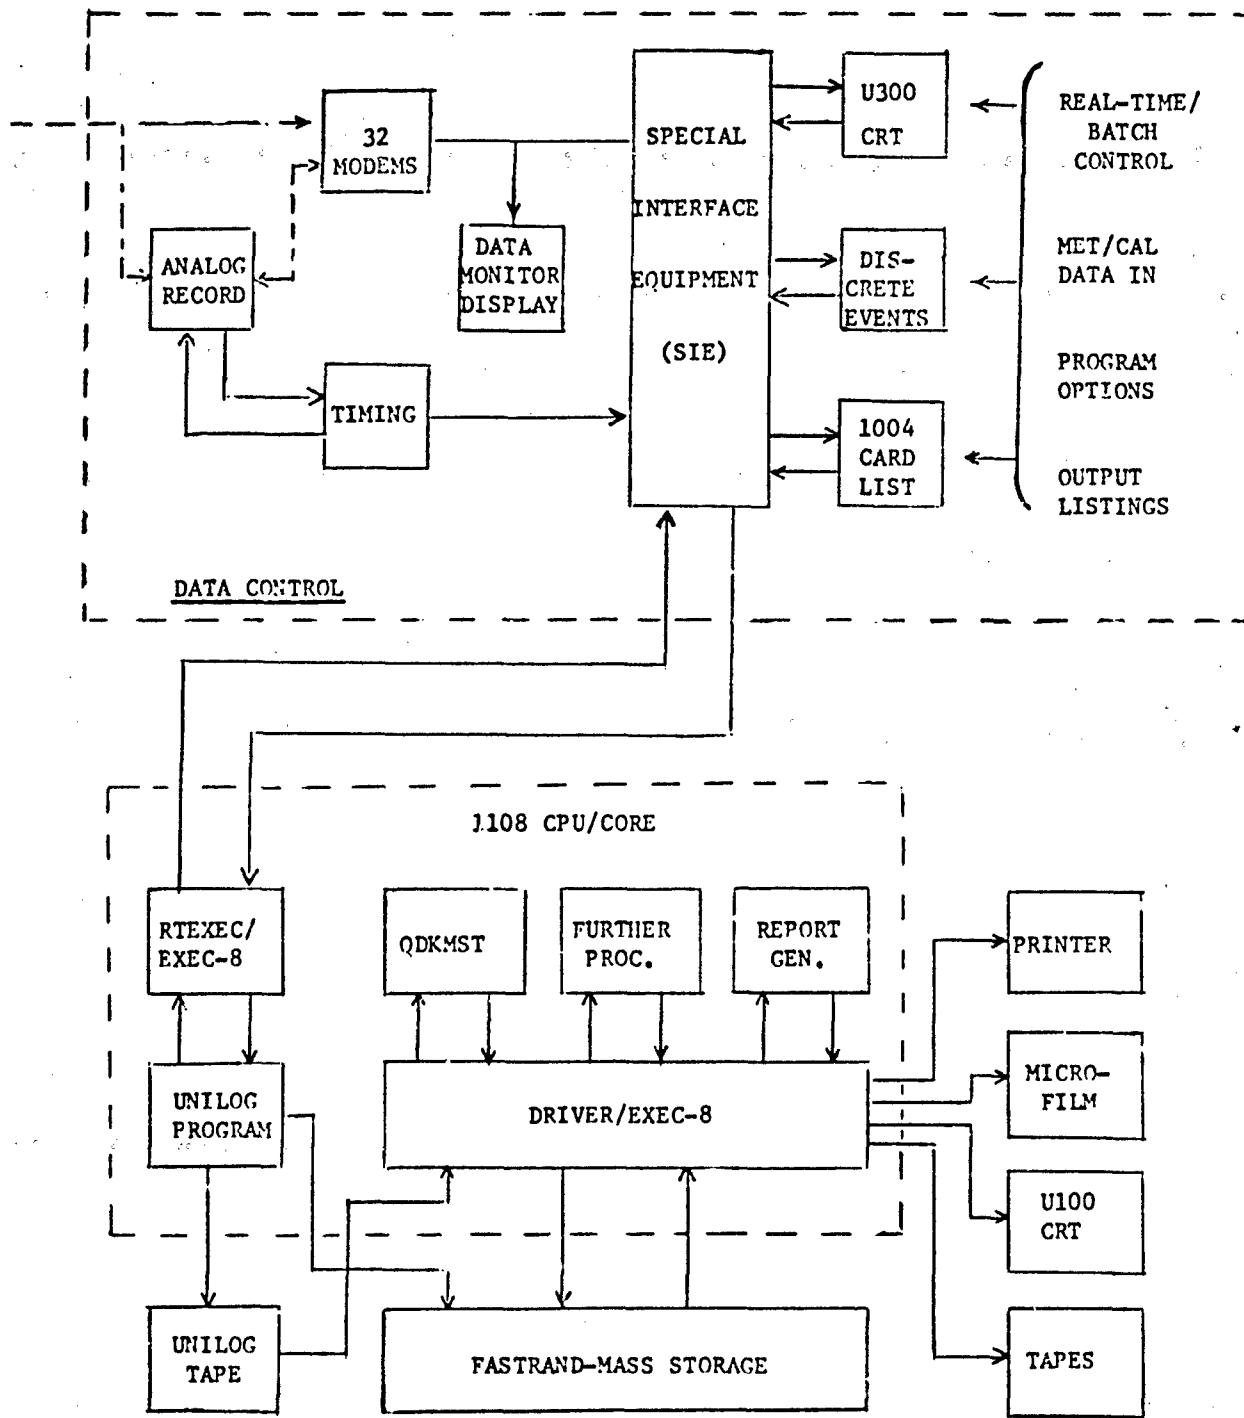 32
MODEMS
ANALOG
RECORD
DATA
MONITOR
DISPLAY
TIMING
SPECIAL
INTERFACE
EQUIPMENT
(SIE)
U300
CRT
DIS-
CRETE
EVENTS
1004
CARD
LIST
REAL-TIME/
BATCH
CONTROL
MET/CAL
DATA IN
PROGRAM
OPTIONS
OUTPUT
LISTINGS
DATA CONTROL
1108 CPU/CORE
RTEXEC/
EXEC-8
QDKMST
FURTHER
PROC.
REPORT
GEN.
PRINTER
UNILOG
PROGRAM
DRIVER/EXEC-8
MICRO-
FILM
U100
CRT
UNILOG
TAPE
FASTRAND-MASS STORAGE
TAPES